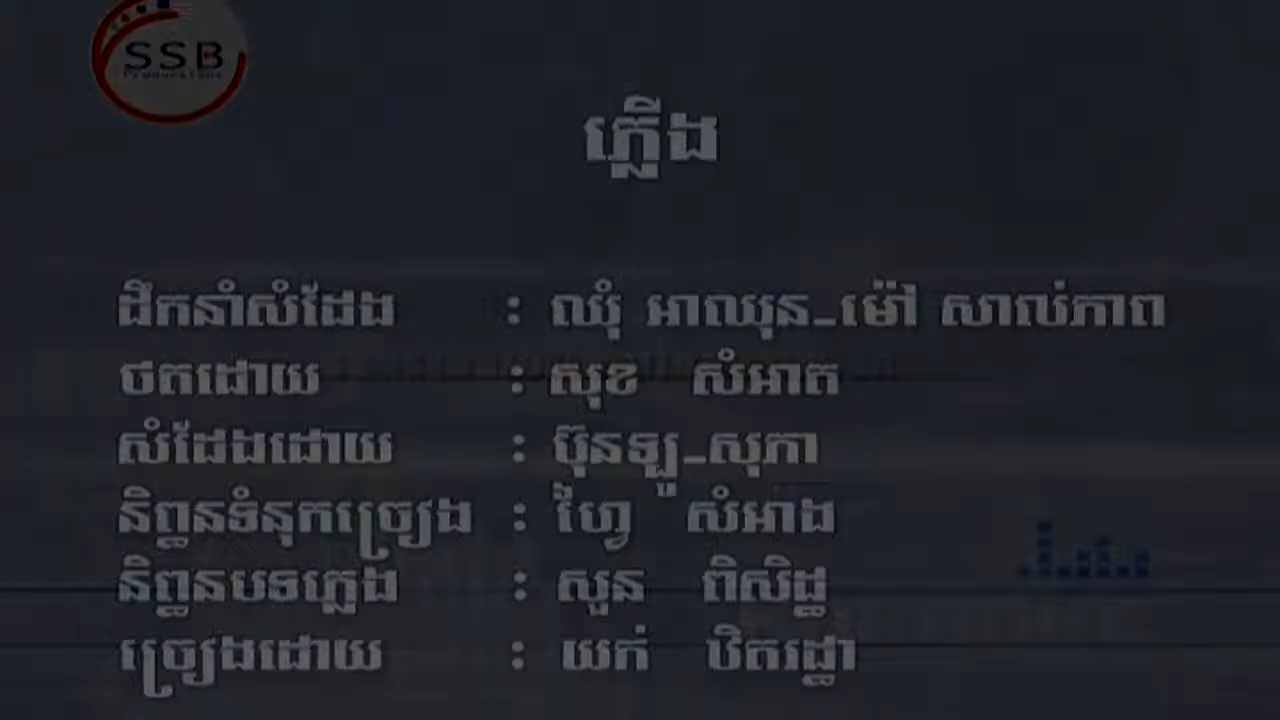 SSB
Productions
ភ្លើង
ដឹកនាំសំដែង : ឈុំ អាឈុន_ម៉ៅ សាល់ភាព
ថតដោយ : សុខ សំអាត
សំដែងដោយ : ប៊ុនឡូ_សុភា
និព្ឋនទំនុកច្រៀង : ហ្វៃ សំអាង
និព្ឋនបទភ្លេង : សួន ពិសិដ្ឋ
ច្រៀងដោយ : យក់ ឋិតរដ្ឋា